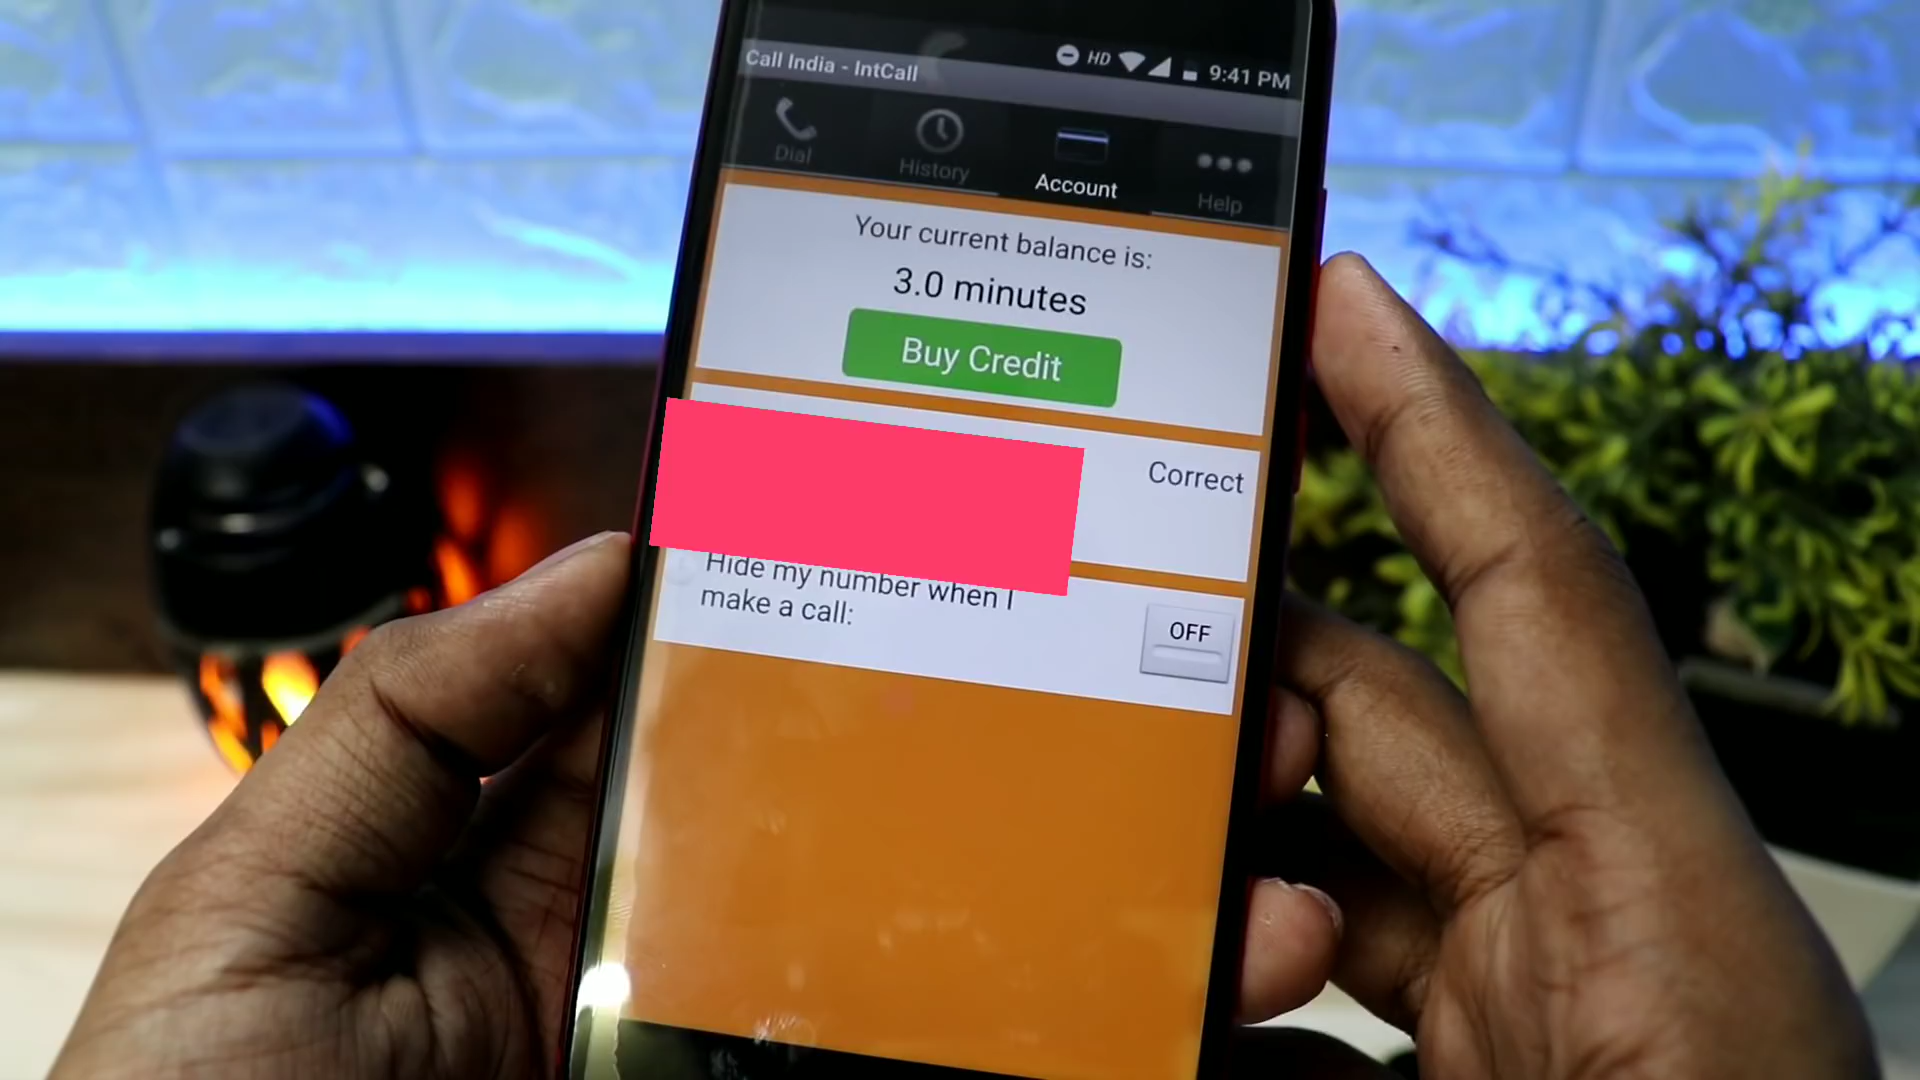 HD 9:41 PM
Call India - IntCall
Dial
History
Account
Help
Your current balance is:
3.0 minutes
Buy Credit
Correct
Hide my number when I
make a call:
OFF